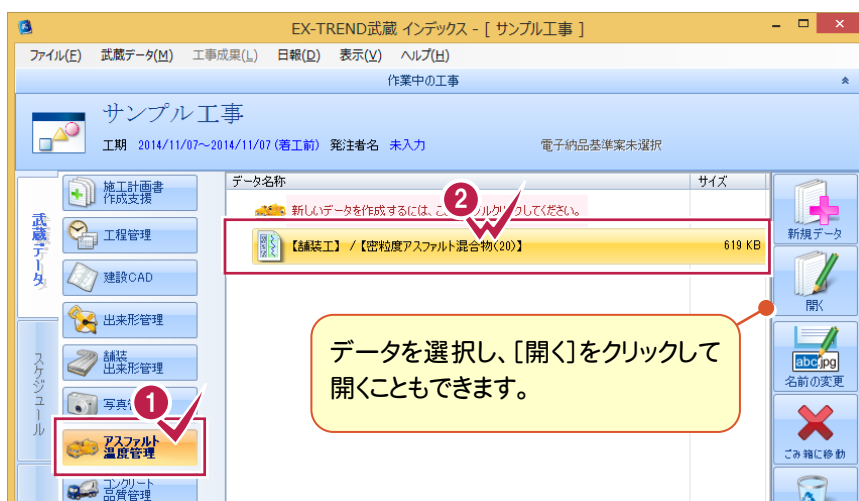 EX-TREND武蔵 インデックス - [ サンプル工事 ]
ファイル(F) 武蔵データ(M) 工事成果(L) 日報(D) 表示(V) ヘルプ(H)
作業中の工事
サンプル工事
工期 2014/11/07～2014/11/07 (着工前) 発注者名 未入力 電子納品基準案未選択
武蔵データ
スケジュール
施工計画書
作成支援
工程管理
建設CAD
出来形管理
舗装
出来形管理
写真
1
アスファルト
温度管理
コンクリート
品質管理
データ名称 サイズ
新しいデータを作成するには、こ
クリックしてください。
2
【舗装工】 / 【密粒度アスファルト混合物(20)】 619 KB
データを選択し、[開く]をクリックして
開くこともできます。
新規データ
開く
abc.jpg
名前の変更
ごみ箱に移動